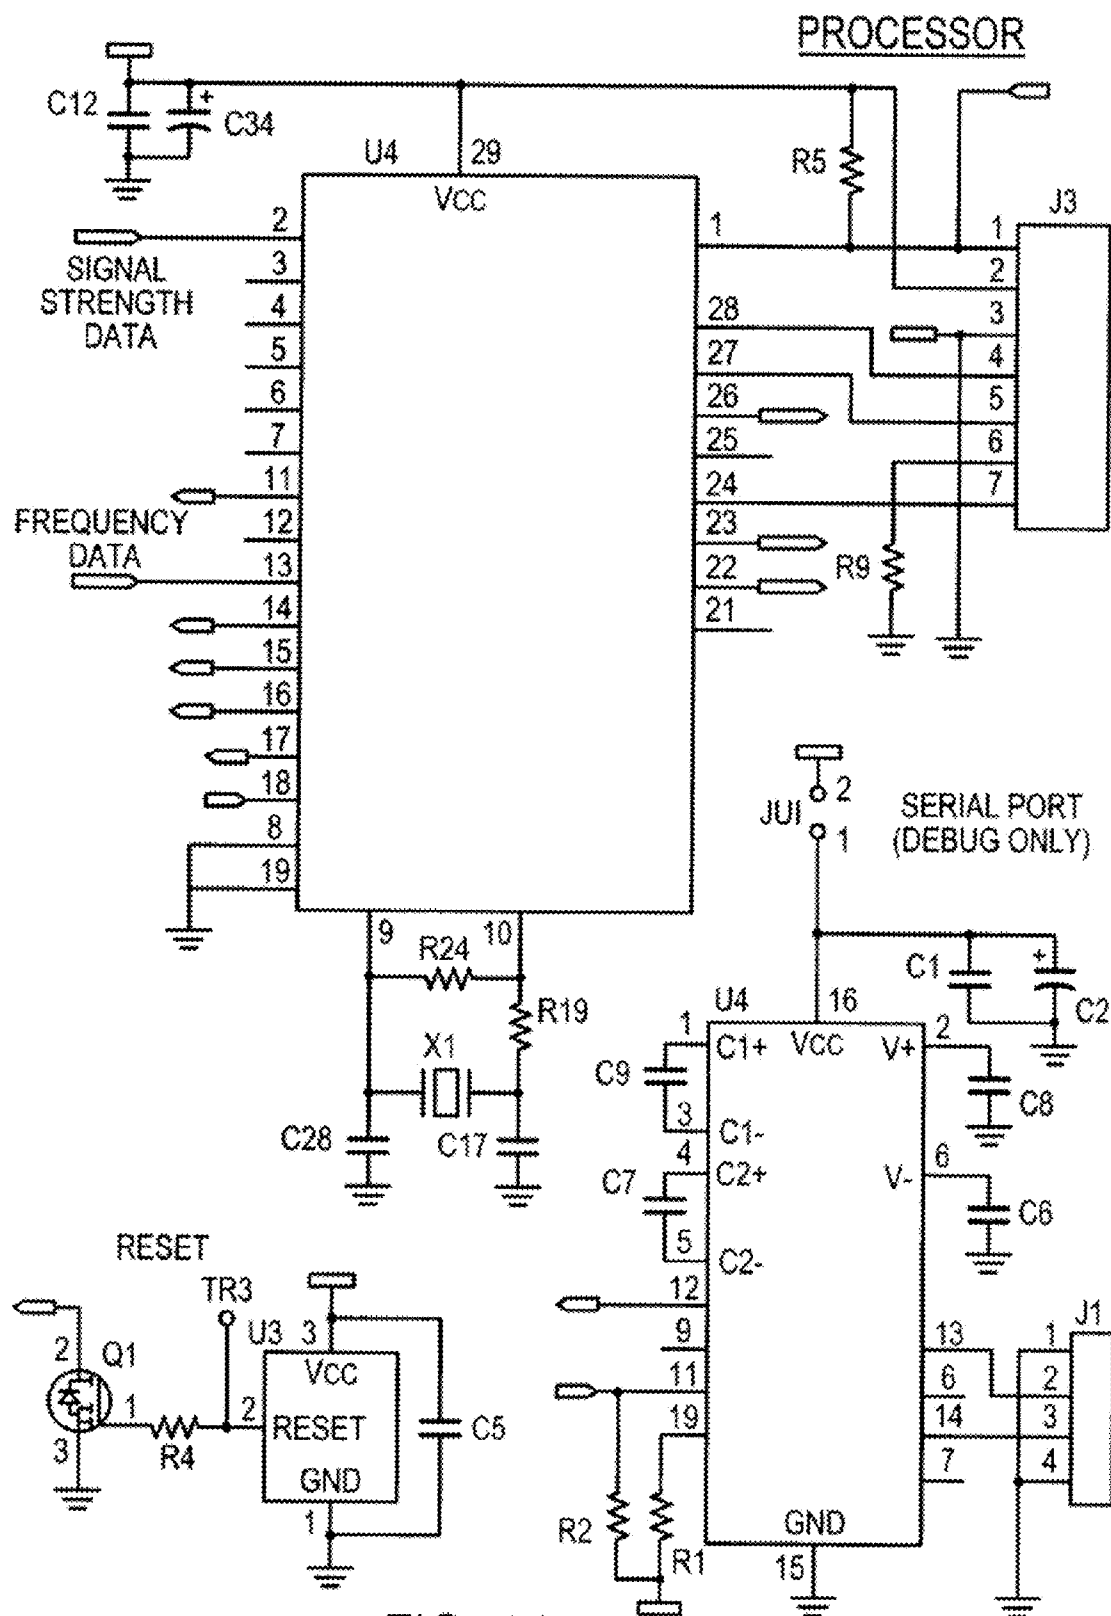 PROCESSOR
C12
+
C34
U4
29
VCC
R5
J3
2
SIGNAL
STRENGTH
DATA
3
4
5
6
7
11
FREQUENCY
DATA
12
13
14
15
16
17
18
8
19
1
28
27
26
25
24
23
22
21
1
2
3
4
5
6
7
R9
9
10
R24
R19
X1
C28
C17
JUI
2
1
SERIAL PORT
(DEBUG ONLY)
C1
+
C2
U4
16
VCC
1
C1+
C9
3
C1-
4
C2+
C7
5
C2-
12
9
11
19
R2
R1
V+
2
C8
V-
6
C6
13
6
14
7
GND
15
J1
1
2
3
4
RESET
TR3
2
Q1
1
3
R4
U3
3
VCC
2
RESET
GND
1
C5